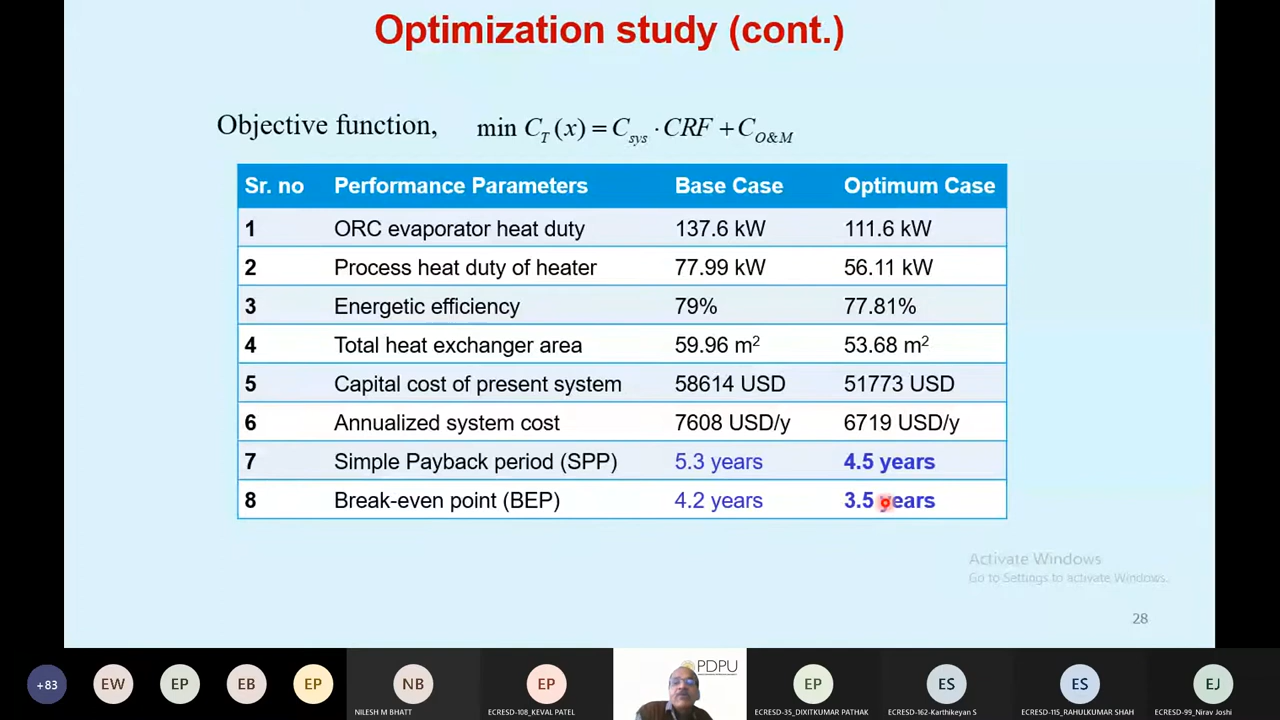 Optimization study (cont.)
Objective function, min C_T(x) = C_sys · CRF + C_O&M
Sr. no Performance Parameters Base Case Optimum Case
1 ORC evaporator heat duty 137.6 kW 111.6 kW
2 Process heat duty of heater 77.99 kW 56.11 kW
3 Energetic efficiency 79% 77.81%
4 Total heat exchanger area 59.96 m² 53.68 m²
5 Capital cost of present system 58614 USD 51773 USD
6 Annualized system cost 7608 USD/y 6719 USD/y
7 Simple Payback period (SPP) 5.3 years 4.5 years
8 Break-even point (BEP) 4.2 years 3.5 years
Activate Windows
Go to Settings to activate Windows.
28
+83 EW EP EB EP NB EP PDPU EP ES ES EJ
NILESH M BHATT ECRESD-108_KEVAL PATEL ECRESD-35_DIXITKUMAR PATHAK ECRESD-162-Karthikeyan S ECRESD-115_RAHULKUMAR SHAH ECRESD-99_Nirav Joshi